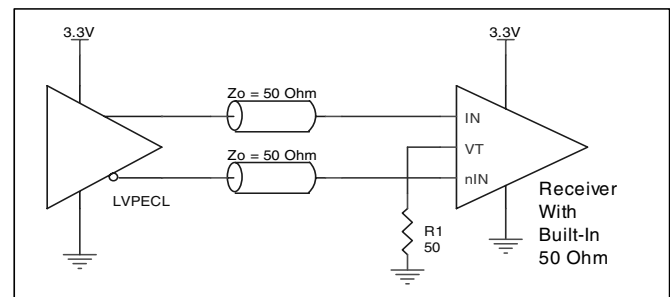 3.3V
3.3V
Zo = 50 Ohm
IN
VT
Zo = 50 Ohm
nIN
LVPECL
R1
50
Receiver
With
Built-In
50 Ohm